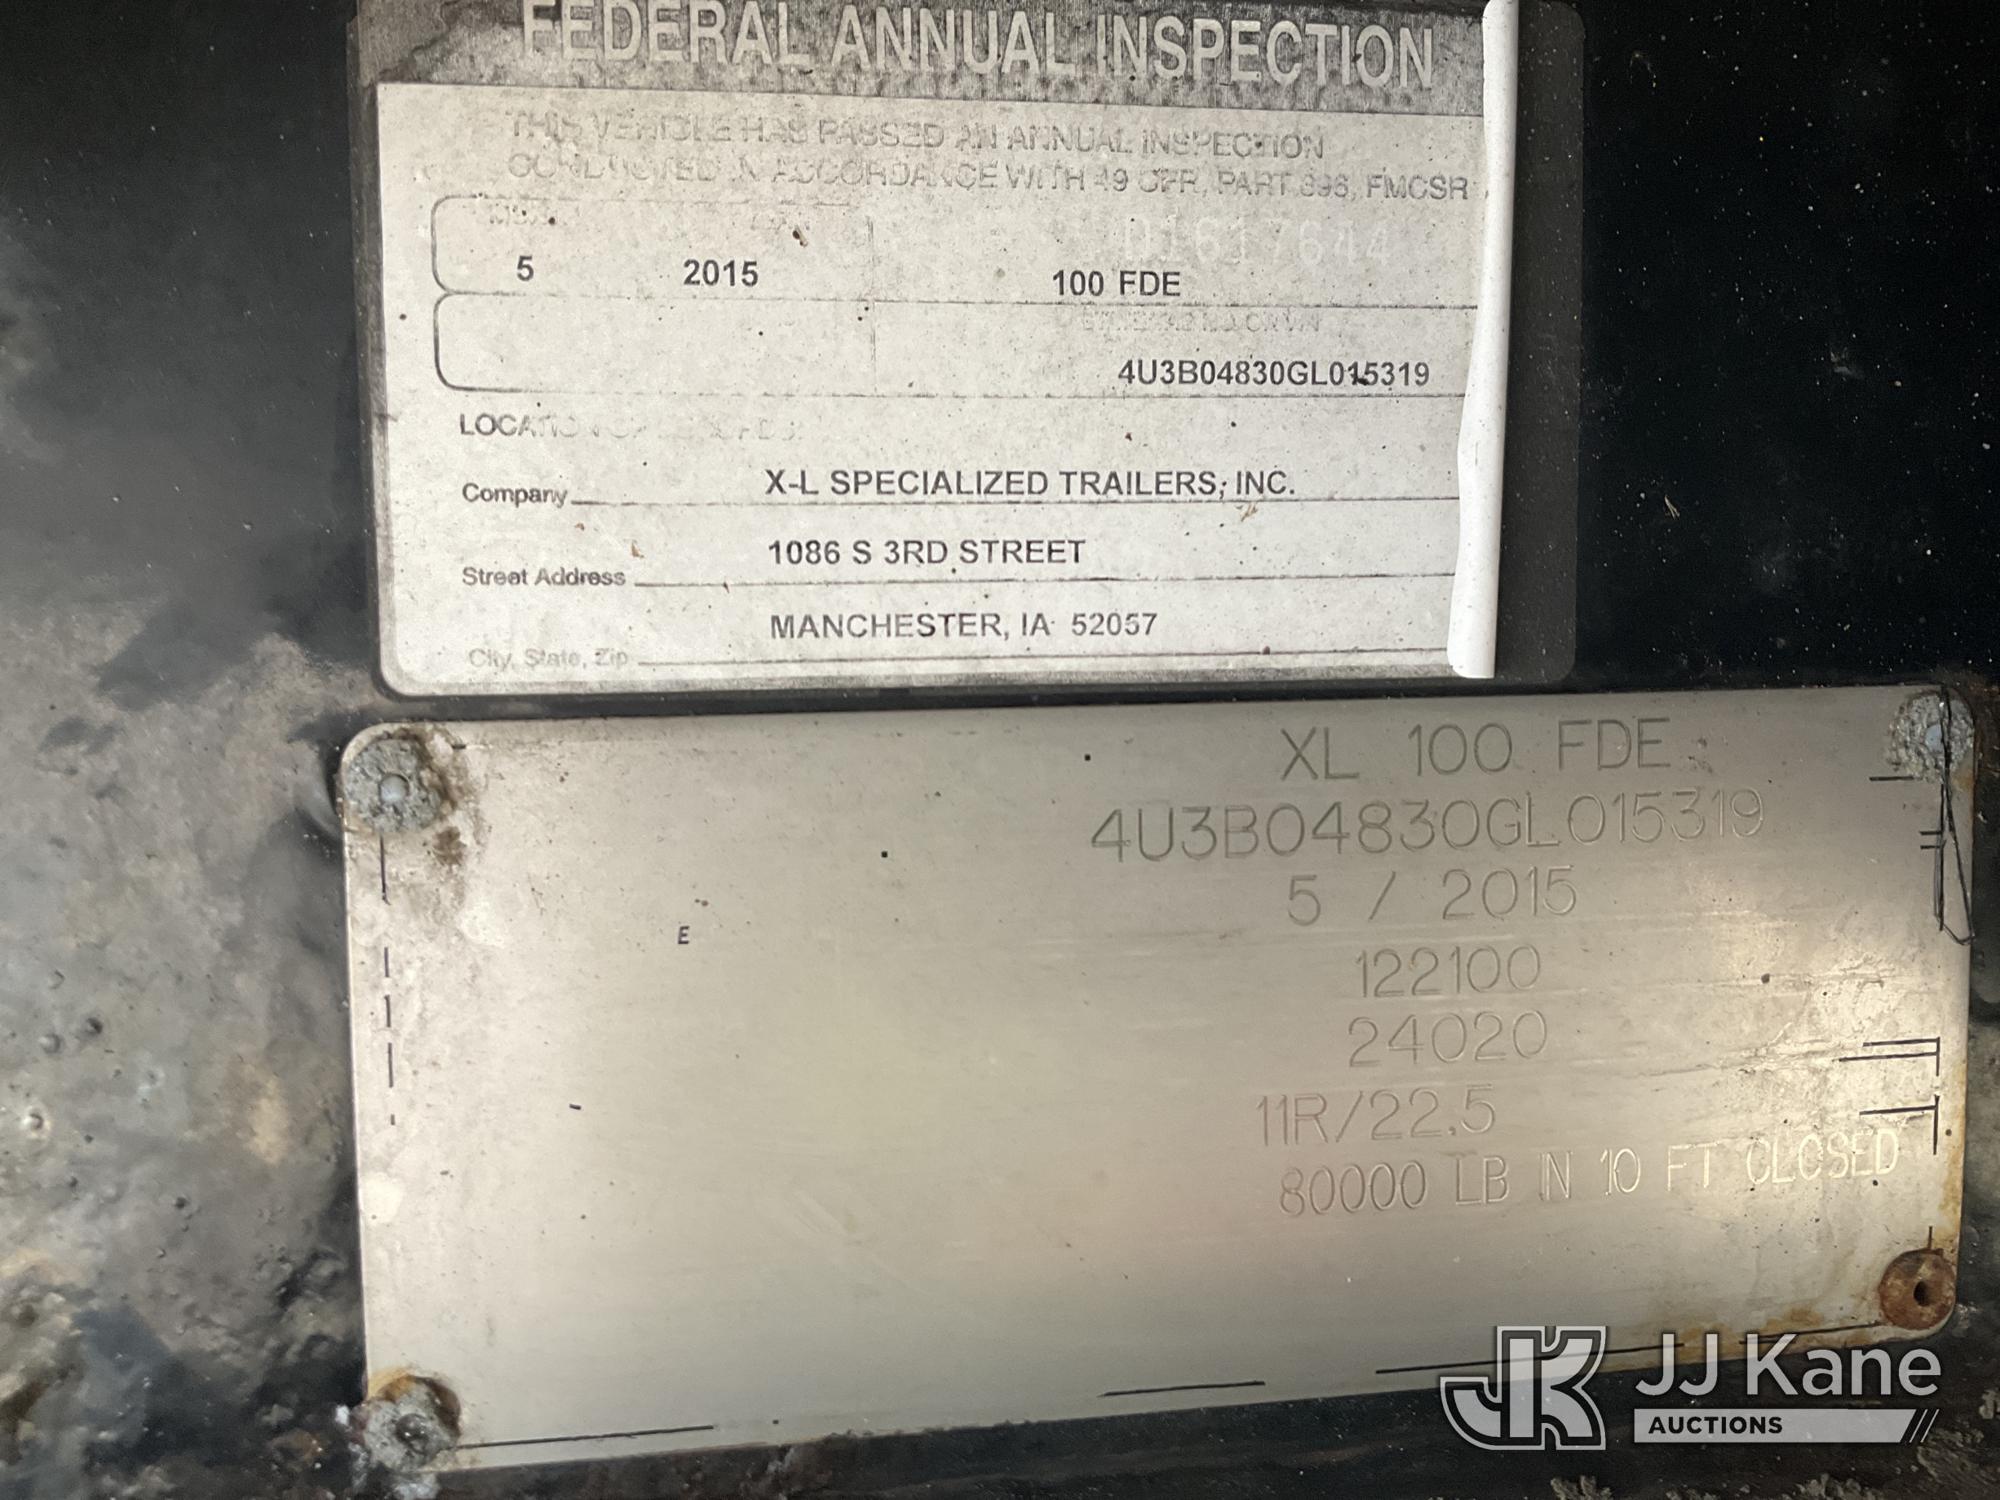 FEDERAL ANNUAL INSPECTION
THIS VEHICLE HAS PASSED AN ANNUAL INSPECTION
CONDUCTED IN ACCORDANCE WITH 49 CFR, PART 396, FMCSR
01617644
5 2015 100 FDE
4U3B04830GL015319
Company X-L SPECIALIZED TRAILERS, INC.
Street Address 1086 S 3RD STREET
City, State, Zip MANCHESTER, IA 52057
XL 100 FDE
4U3B04830GL015319
5 / 2015
E
122100
24020
11R/22.5
80000 LB IN 10 FT CLOSED
JK JJ Kane
AUCTIONS